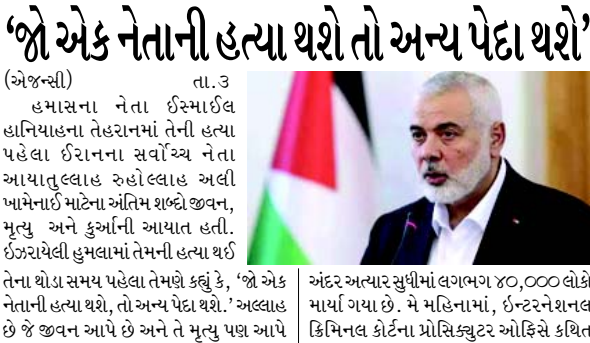 ‘જો એક નેતાની હત્યા થશે તો અન્ય પેદા થશે’
(એજન્સી) તા.૩
હમાસના નેતા ઈસ્માઈલ
હાનિયાહના તેહરાનમાં તેની હત્યા
પહેલા ઈરાનના સર્વોચ્ચ નેતા
આયાતુલ્લાહ રુહોલ્લાહ અલી
ખામેનાઈ માટેના અંતિમ શબ્દો જીવન,
મૃત્યુ અને કુર્આની આયાત હતી.
ઇઝરાયેલી હુમલામાં તેમની હત્યા થઈ
તેના થોડા સમય પહેલા તેમણે કહ્યું કે, ‘જો એક
નેતાની હત્યા થશે, તો અન્ય પેદા થશે.’ અલ્લાહ
છે જે જીવન આપે છે અને તે મૃત્યુ પણ આપે
અંદર અત્યાર સુધીમાં લગભગ ૪૦,૦૦૦ લોકો
માર્યા ગયા છે. મે મહિનામાં, ઇન્ટરનેશનલ
ક્રિમિનલ કોર્ટના પ્રોસિક્યુટર ઓફિસે કથિત